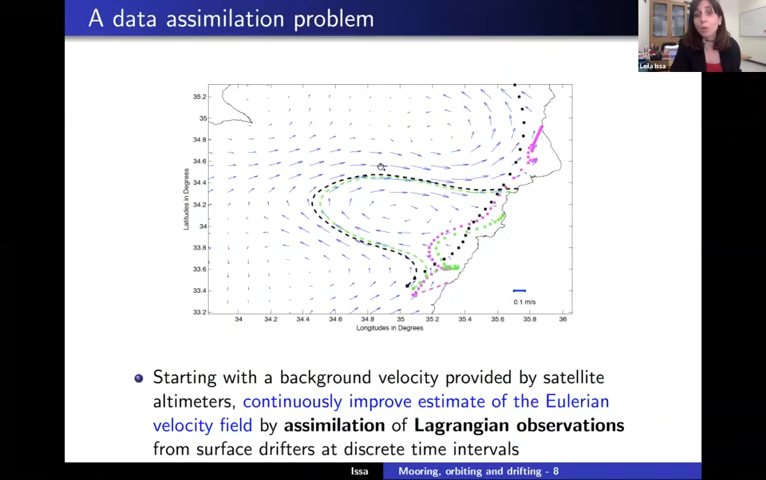 A data assimilation problem
Leila Issa
35.2
35
34.8
34.6
34.4
34.2
34
33.8
33.6
33.4
33.2
Latitudes in Degrees
0.1 m/s
34 34.2 34.4 34.6 34.8 35 35.2 35.4 35.6 35.8 36
Longitudes in Degrees
Starting with a background velocity provided by satellite
altimeters, continuously improve estimate of the Eulerian
velocity field by assimilation of Lagrangian observations
from surface drifters at discrete time intervals
Issa Mooring, orbiting and drifting - 8